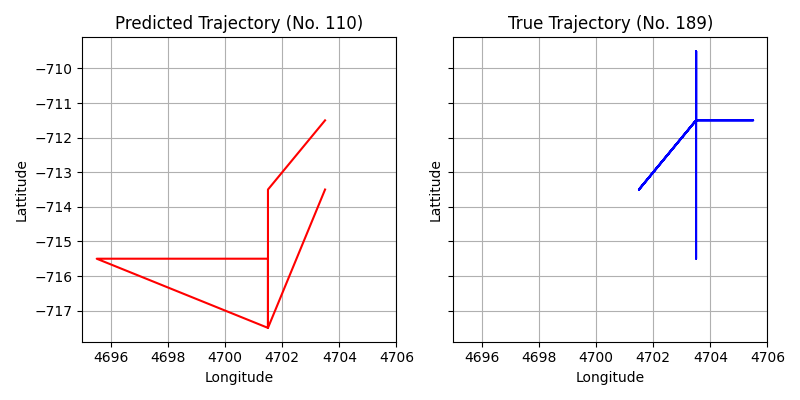 Predicted Trajectory (No. 110)
Lattitude
−710
−711
−712
−713
−714
−715
−716
−717
4696 4698 4700 4702 4704 4706
Longitude
True Trajectory (No. 189)
Lattitude
4696 4698 4700 4702 4704 4706
Longitude